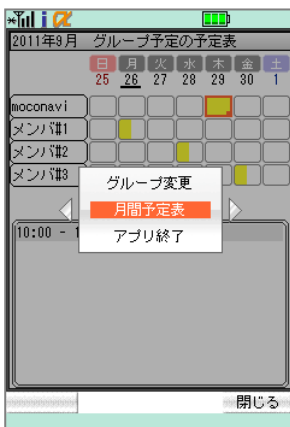 i α
2011年9月 グループ予定の予定表
日 月 火 水 木 金 土
25 26 27 28 29 30 1
moconavi
メンバ#1
メンバ#2
メンバ#3
グループ変更
月間予定表
10:00 - 1
アプリ終了
閉じる